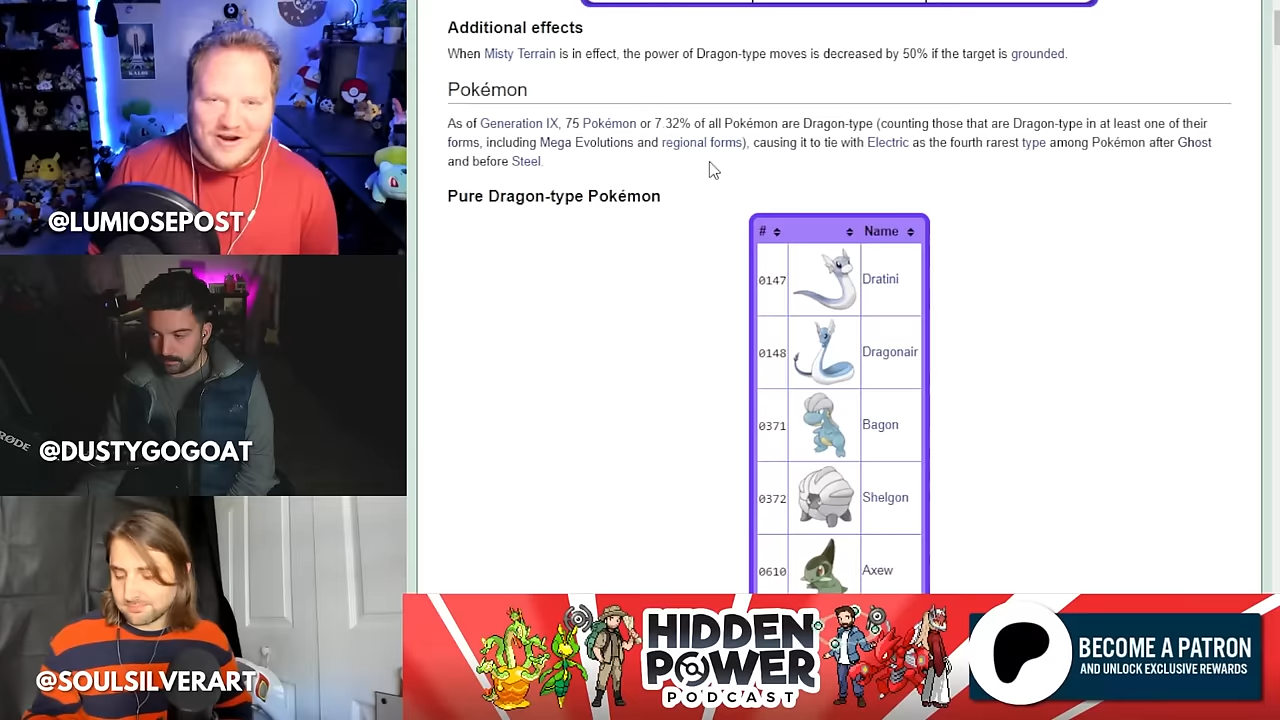 KALOS
@LUMIOSEPOST
RØDE
@DUSTYGOGOAT
@SOULSILVERART
Additional effects
When Misty Terrain is in effect, the power of Dragon-type moves is decreased by 50% if the target is grounded.
Pokémon
As of Generation IX, 75 Pokémon or 7.32% of all Pokémon are Dragon-type (counting those that are Dragon-type in at least one of their
forms, including Mega Evolutions and regional forms), causing it to tie with Electric as the fourth rarest type among Pokémon after Ghost
and before Steel.
Pure Dragon-type Pokémon
# Name
0147 Dratini
0148 Dragonair
0371 Bagon
0372 Shelgon
0610 Axew
HIDDEN
POWER
PODCAST
BECOME A PATRON
AND UNLOCK EXCLUSIVE REWARDS